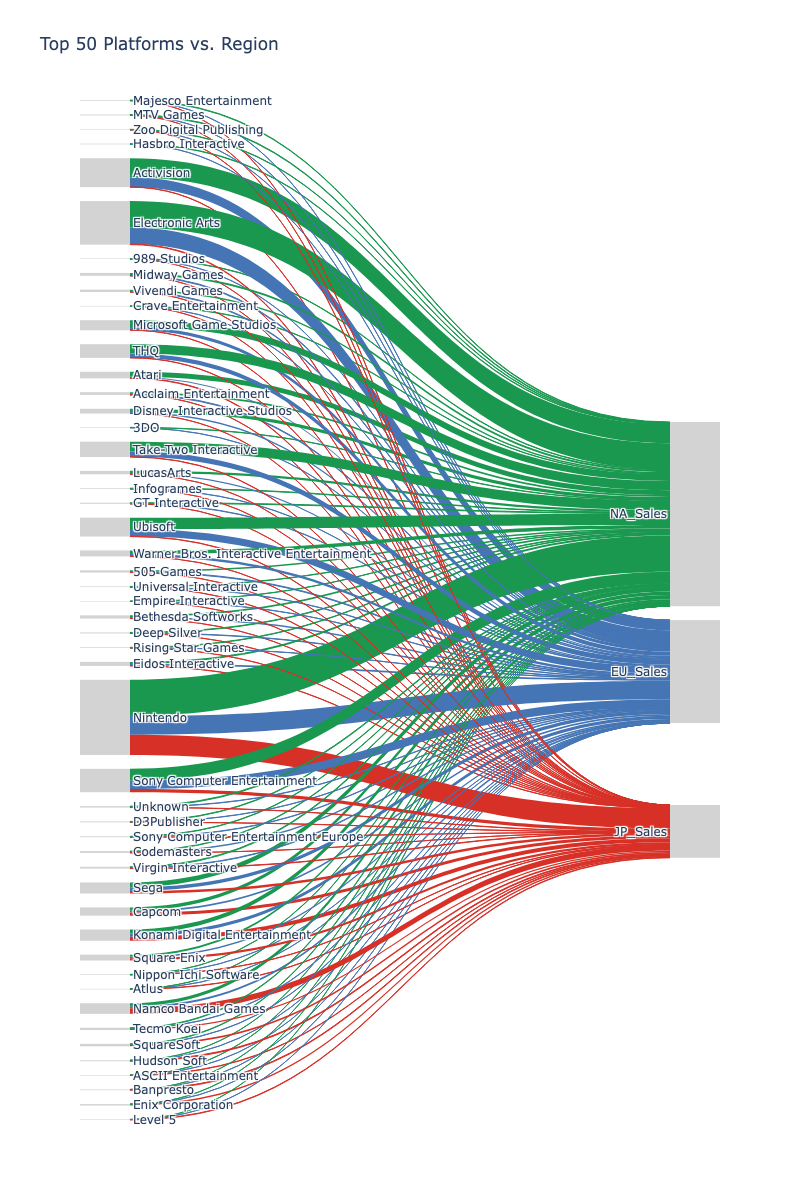 Top 50 Platforms vs. Region
Majesco Entertainment
MTV Games
Zoo Digital Publishing
Hasbro Interactive
Activision
Electronic Arts
989 Studios
Midway Games
Vivendi Games
Crave Entertainment
Microsoft Game Studios
THQ
Atari
Acclaim Entertainment
Disney Interactive Studios
3DO
Take-Two Interactive
LucasArts
Infogrames
GT Interactive
NA_Sales
Ubisoft
Warner Bros. Interactive Entertainment
505 Games
Universal Interactive
Empire Interactive
Bethesda Softworks
Deep Silver
Rising Star Games
Eidos Interactive
EU_Sales
Nintendo
Sony Computer Entertainment
Unknown
D3Publisher
JP_Sales
Sony Computer Entertainment Europe
Codemasters
Virgin Interactive
Sega
Capcom
Konami Digital Entertainment
Square Enix
Nippon Ichi Software
Atlus
Namco Bandai Games
Tecmo Koei
SquareSoft
Hudson Soft
ASCII Entertainment
Banpresto
Enix Corporation
Level 5